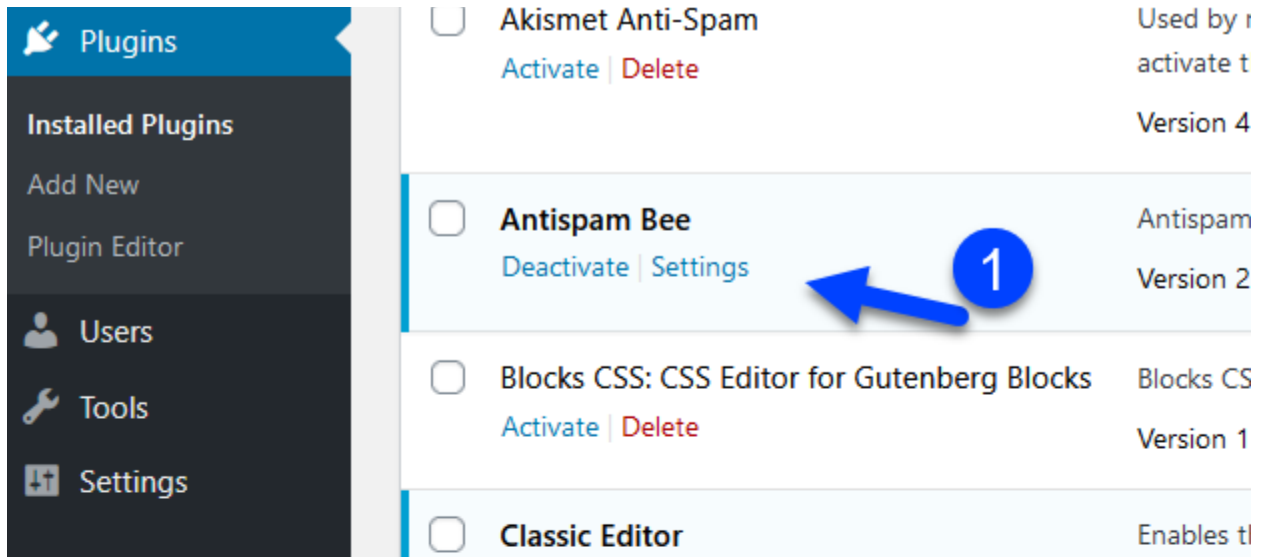 Plugins
Installed Plugins
Add New
Plugin Editor
Users
Tools
Settings
Akismet Anti-Spam
Activate | Delete
Used by
activate
Version 4
Antispam Bee
Deactivate | Settings
Antispam
Version 2
1
Blocks CSS: CSS Editor for Gutenberg Blocks
Activate | Delete
Blocks CS
Version 1
Classic Editor
Enables